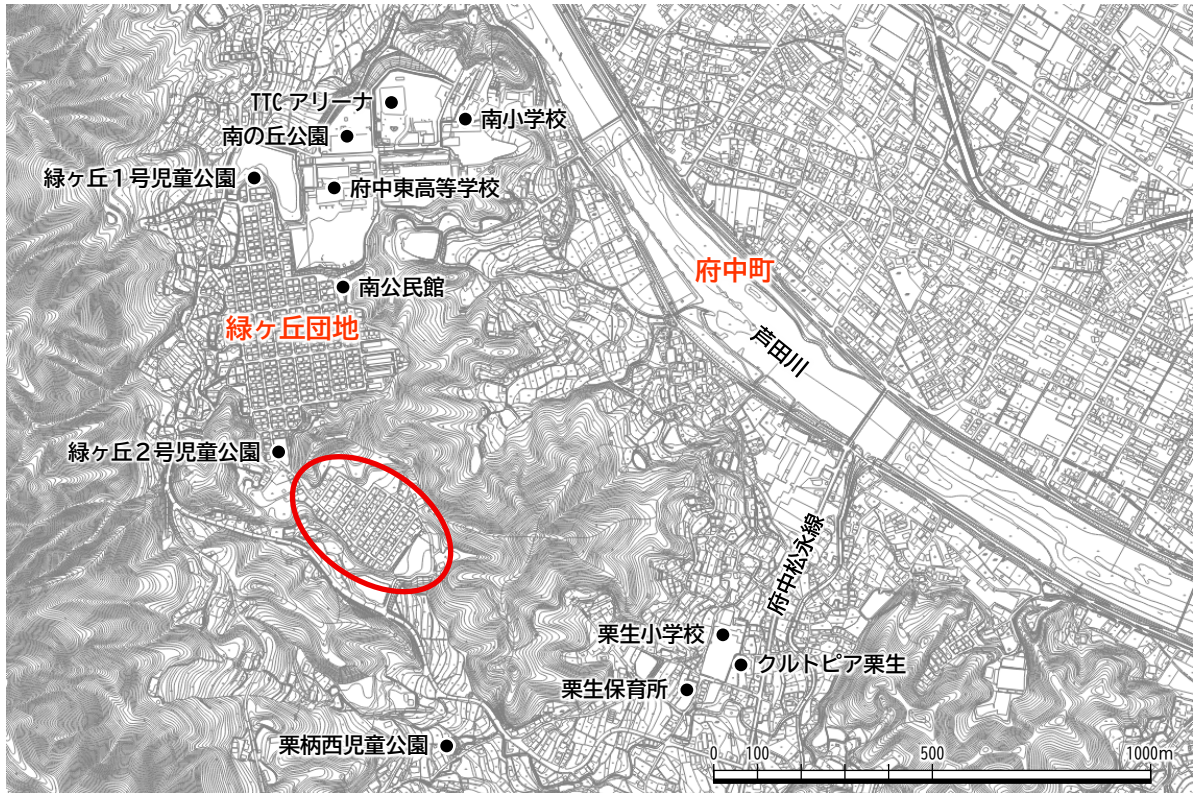 TTCアリーナ
南小学校
南の丘公園
緑ヶ丘1号児童公園
府中東高等学校
府中町
南公民館
緑ヶ丘団地
芦田川
緑ヶ丘2号児童公園
府中松永線
栗生小学校
クルトピア栗生
栗生保育所
栗柄西児童公園
0 100 500 1000m